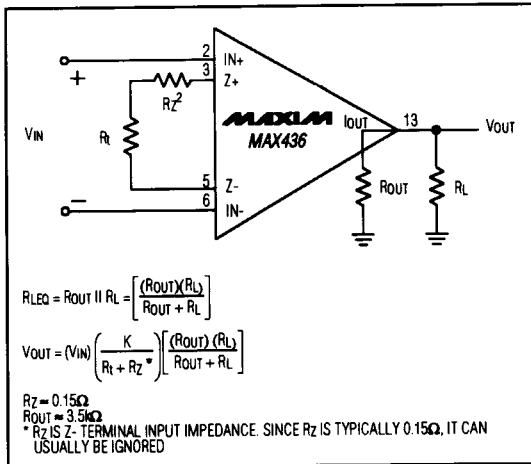 2 IN+
+ 3 Z+
RZ²
MAXIM
MAX436
IOUT 13 VOUT
VIN Rt
ROUT RL
5 Z-
− 6 IN-
RLEQ = ROUT II RL = [(ROUT)(RL) / ROUT + RL]
VOUT = (VIN) (K / Rt + RZ*) [(ROUT) (RL) / ROUT + RL]
RZ ≈ 0.15Ω
ROUT ≈ 3.5kΩ
* RZ IS Z- TERMINAL INPUT IMPEDANCE. SINCE RZ IS TYPICALLY 0.15Ω, IT CAN
USUALLY BE IGNORED